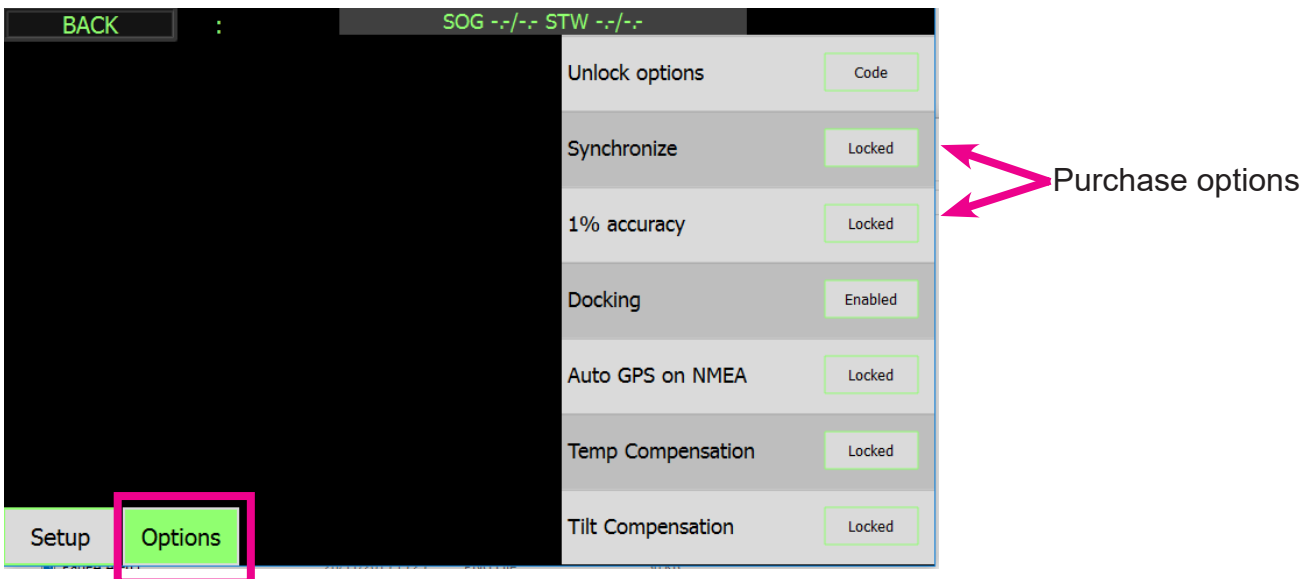 BACK : SOG -.-/-.- STW -.-/-.-
Unlock options Code
Synchronize Locked
Purchase options
1% accuracy Locked
Docking Enabled
Auto GPS on NMEA Locked
Temp Compensation Locked
Tilt Compensation Locked
Setup Options